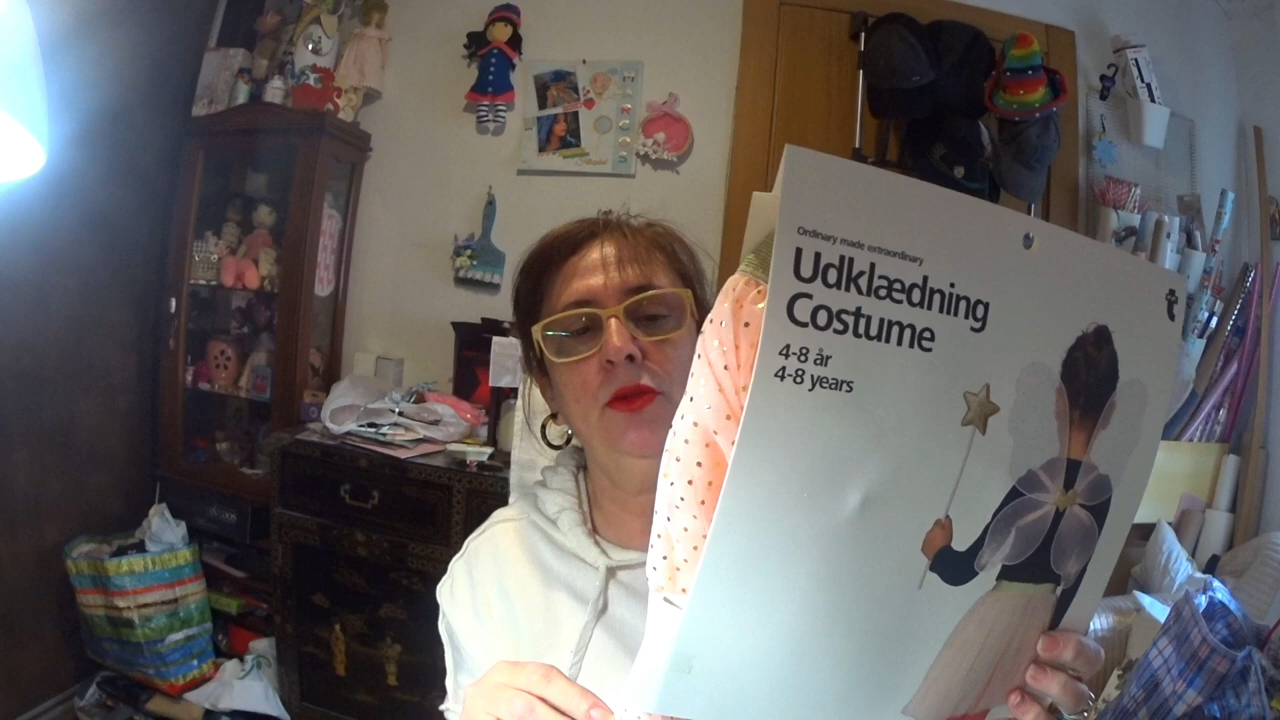 Ordinary made extraordinary
Udklædning
Costume
4-8 år
4-8 years